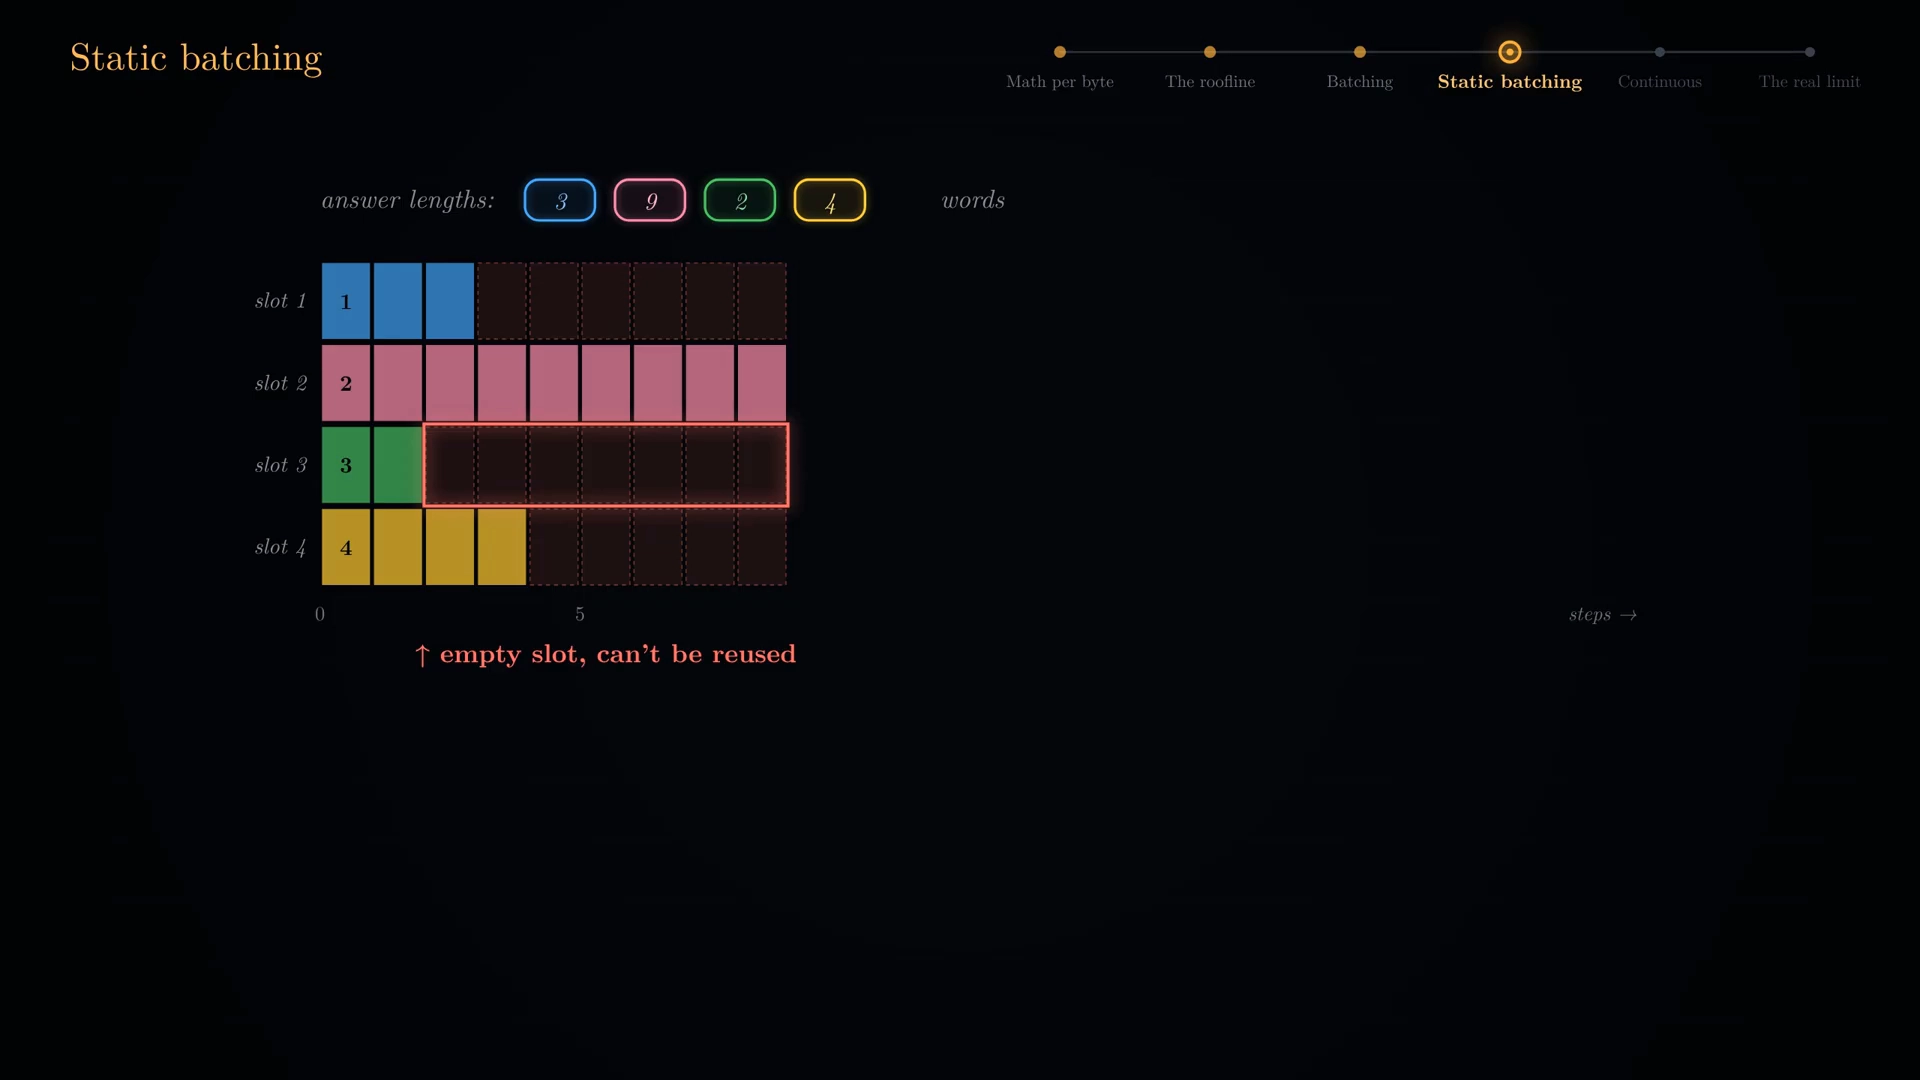 Static batching
Math per byte The roofline Batching Static batching Continuous The real limit
answer lengths: 3 9 2 4 words
slot 1 1
slot 2 2
slot 3 3
slot 4 4
0 5 steps →
↑ empty slot, can't be reused